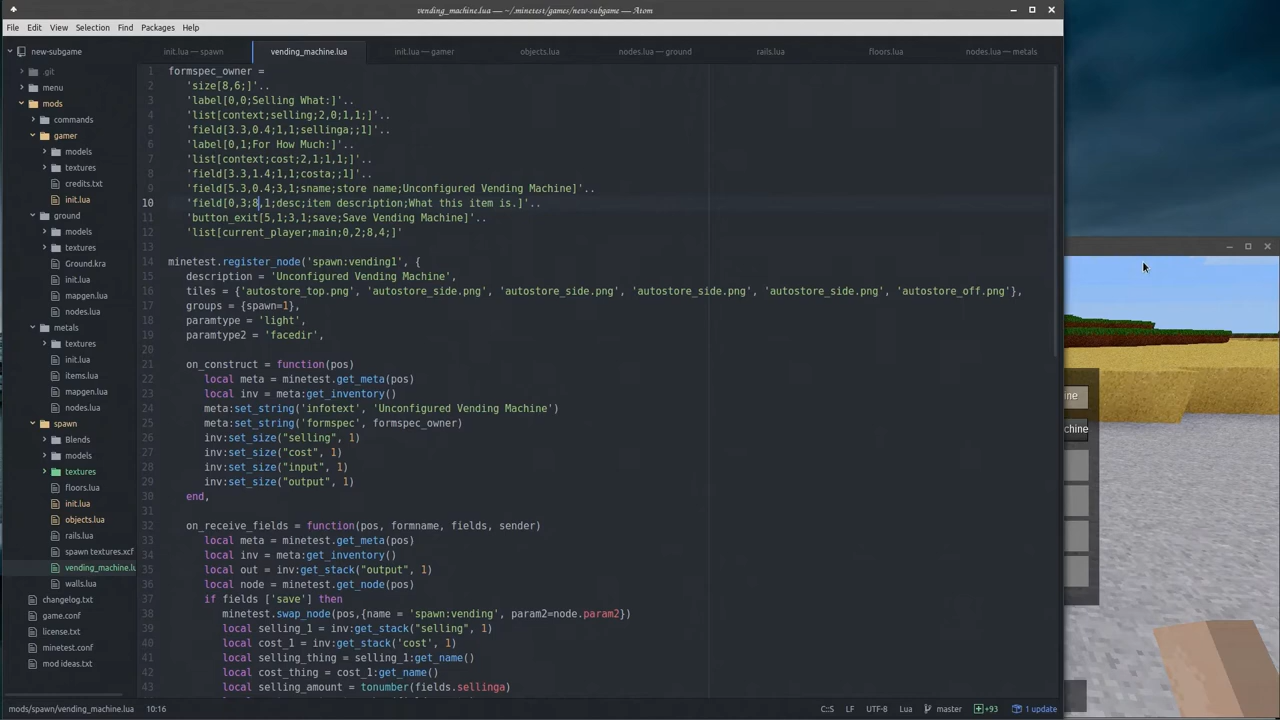 vending_machine.lua — ~/.minetest/games/new-subgame — Atom
File Edit View Selection Find Packages Help
new-subgame
.git
menu
mods
commands
gamer
models
textures
credits.txt
init.lua
ground
models
textures
Ground.kra
init.lua
mapgen.lua
nodes.lua
metals
textures
init.lua
items.lua
mapgen.lua
nodes.lua
spawn
Blends
models
textures
floors.lua
init.lua
objects.lua
rails.lua
spawn textures.xcf
vending_machine.lu
walls.lua
changelog.txt
game.conf
license.txt
minetest.conf
mod ideas.txt
init.lua — spawn vending_machine.lua init.lua — gamer objects.lua nodes.lua — ground rails.lua floors.lua nodes.lua — metals
1 formspec_owner =
2 'size[8,6;]'..
3 'label[0,0;Selling What:]'..
4 'list[context;selling;2,0;1,1;]'..
5 'field[3.3,0.4;1,1;sellinga;;1]'..
6 'label[0,1;For How Much:]'..
7 'list[context;cost;2,1;1,1;]'..
8 'field[3.3,1.4;1,1;costa;;1]'..
9 'field[5.3,0.4;3,1;sname;store name;Unconfigured Vending Machine]'..
10 'field[0,3;8,1;desc;item description;What this item is.]'..
11 'button_exit[5,1;3,1;save;Save Vending Machine]'..
12 'list[current_player;main;0,2;8,4;]'
13
14 minetest.register_node('spawn:vending1', {
15 description = 'Unconfigured Vending Machine',
16 tiles = {'autostore_top.png', 'autostore_side.png', 'autostore_side.png', 'autostore_side.png', 'autostore_side.png', 'autostore_off.png'},
17 groups = {spawn=1},
18 paramtype = 'light',
19 paramtype2 = 'facedir',
20
21 on_construct = function(pos)
22 local meta = minetest.get_meta(pos)
23 local inv = meta:get_inventory()
24 meta:set_string('infotext', 'Unconfigured Vending Machine')
25 meta:set_string('formspec', formspec_owner)
26 inv:set_size("selling", 1)
27 inv:set_size("cost", 1)
28 inv:set_size("input", 1)
29 inv:set_size("output", 1)
30 end,
31
32 on_receive_fields = function(pos, formname, fields, sender)
33 local meta = minetest.get_meta(pos)
34 local inv = meta:get_inventory()
35 local out = inv:get_stack("output", 1)
36 local node = minetest.get_node(pos)
37 if fields ['save'] then
38 minetest.swap_node(pos,{name = 'spawn:vending', param2=node.param2})
39 local selling_1 = inv:get_stack("selling", 1)
40 local cost_1 = inv:get_stack('cost', 1)
41 local selling_thing = selling_1:get_name()
42 local cost_thing = cost_1:get_name()
43 local selling_amount = tonumber(fields.sellinga)
ine
chine
mods/spawn/vending_machine.lua 10:16 C:S LF UTF-8 Lua master +93 1 update